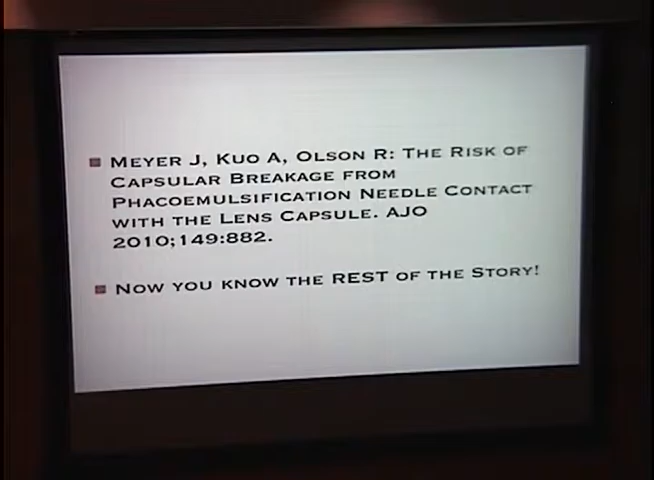 Meyer J, Kuo A, Olson R: The Risk of
Capsular Breakage from
Phacoemulsification Needle Contact
with the Lens Capsule. AJO
2010;149:882.
Now you know the REST of the Story!